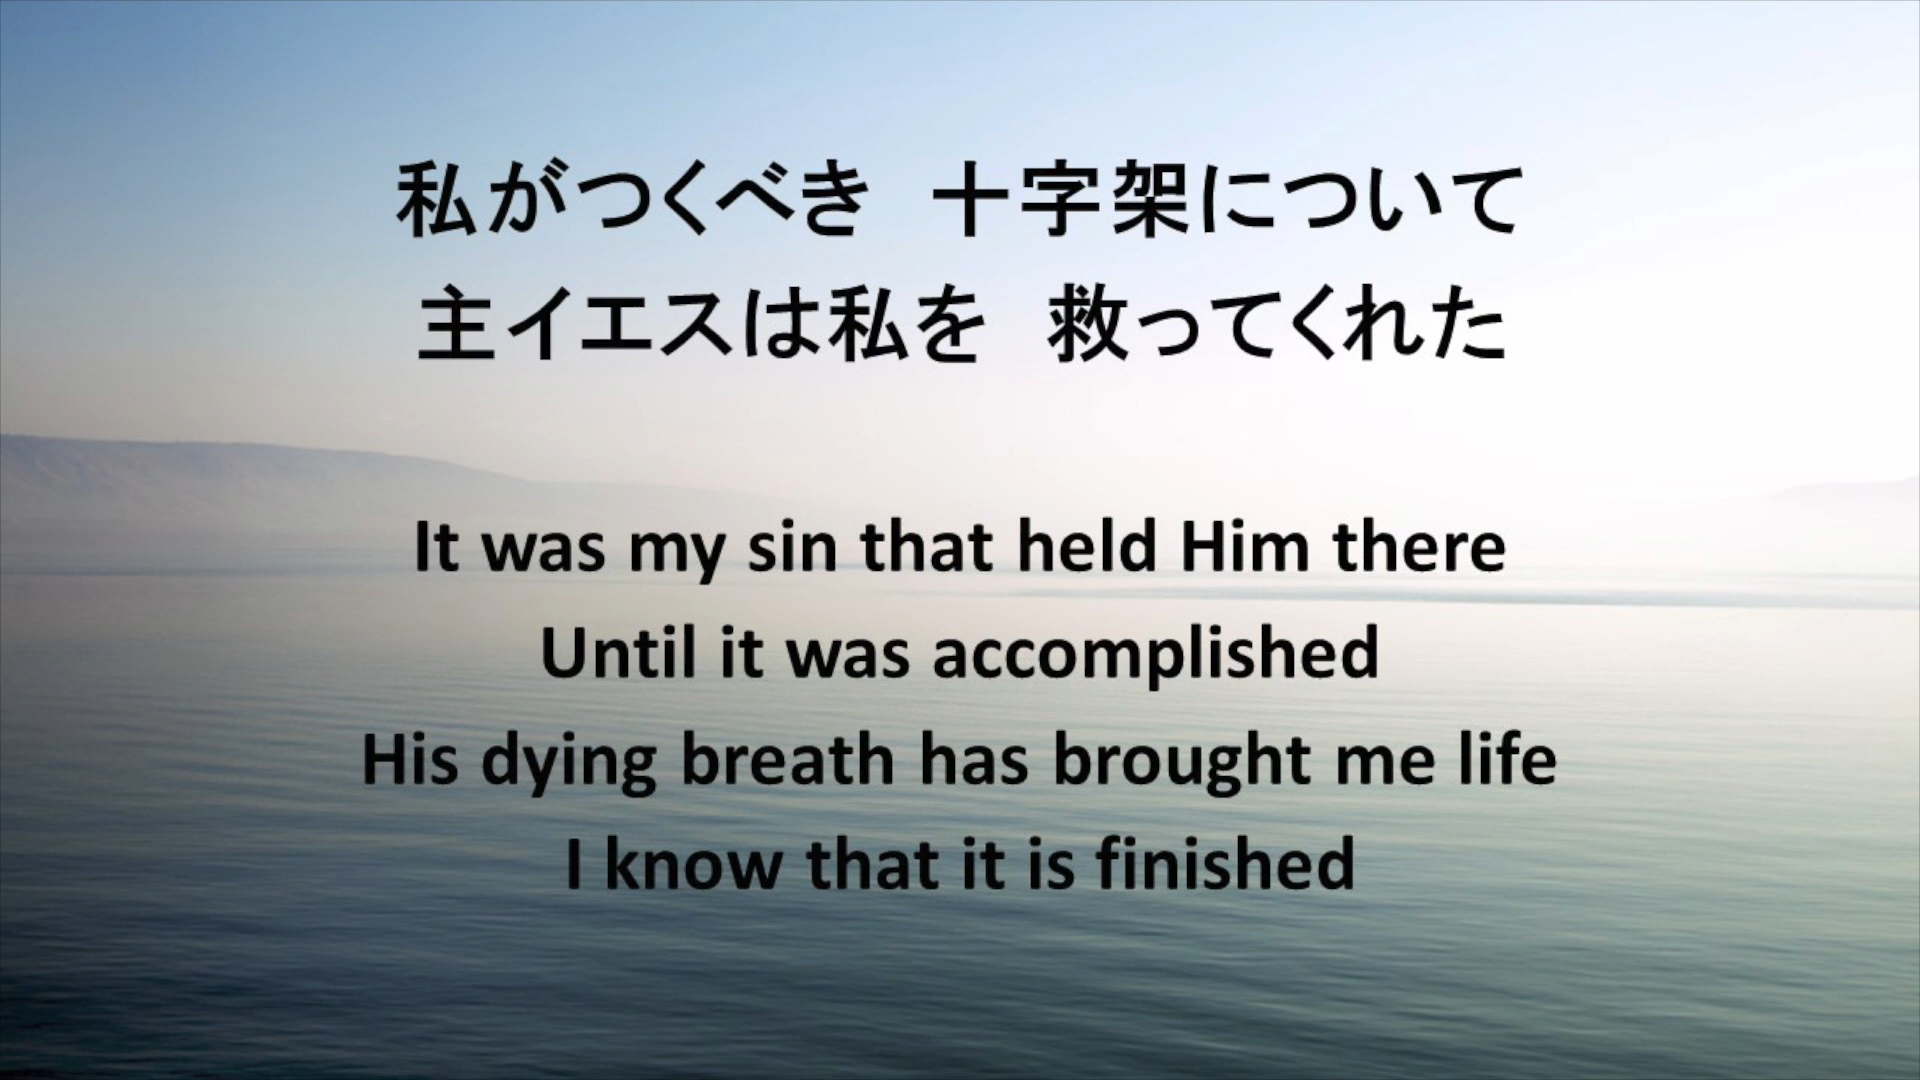 私がつくべき　十字架について
主イエスは私を　救ってくれた
It was my sin that held Him there
Until it was accomplished
His dying breath has brought me life
I know that it is finished